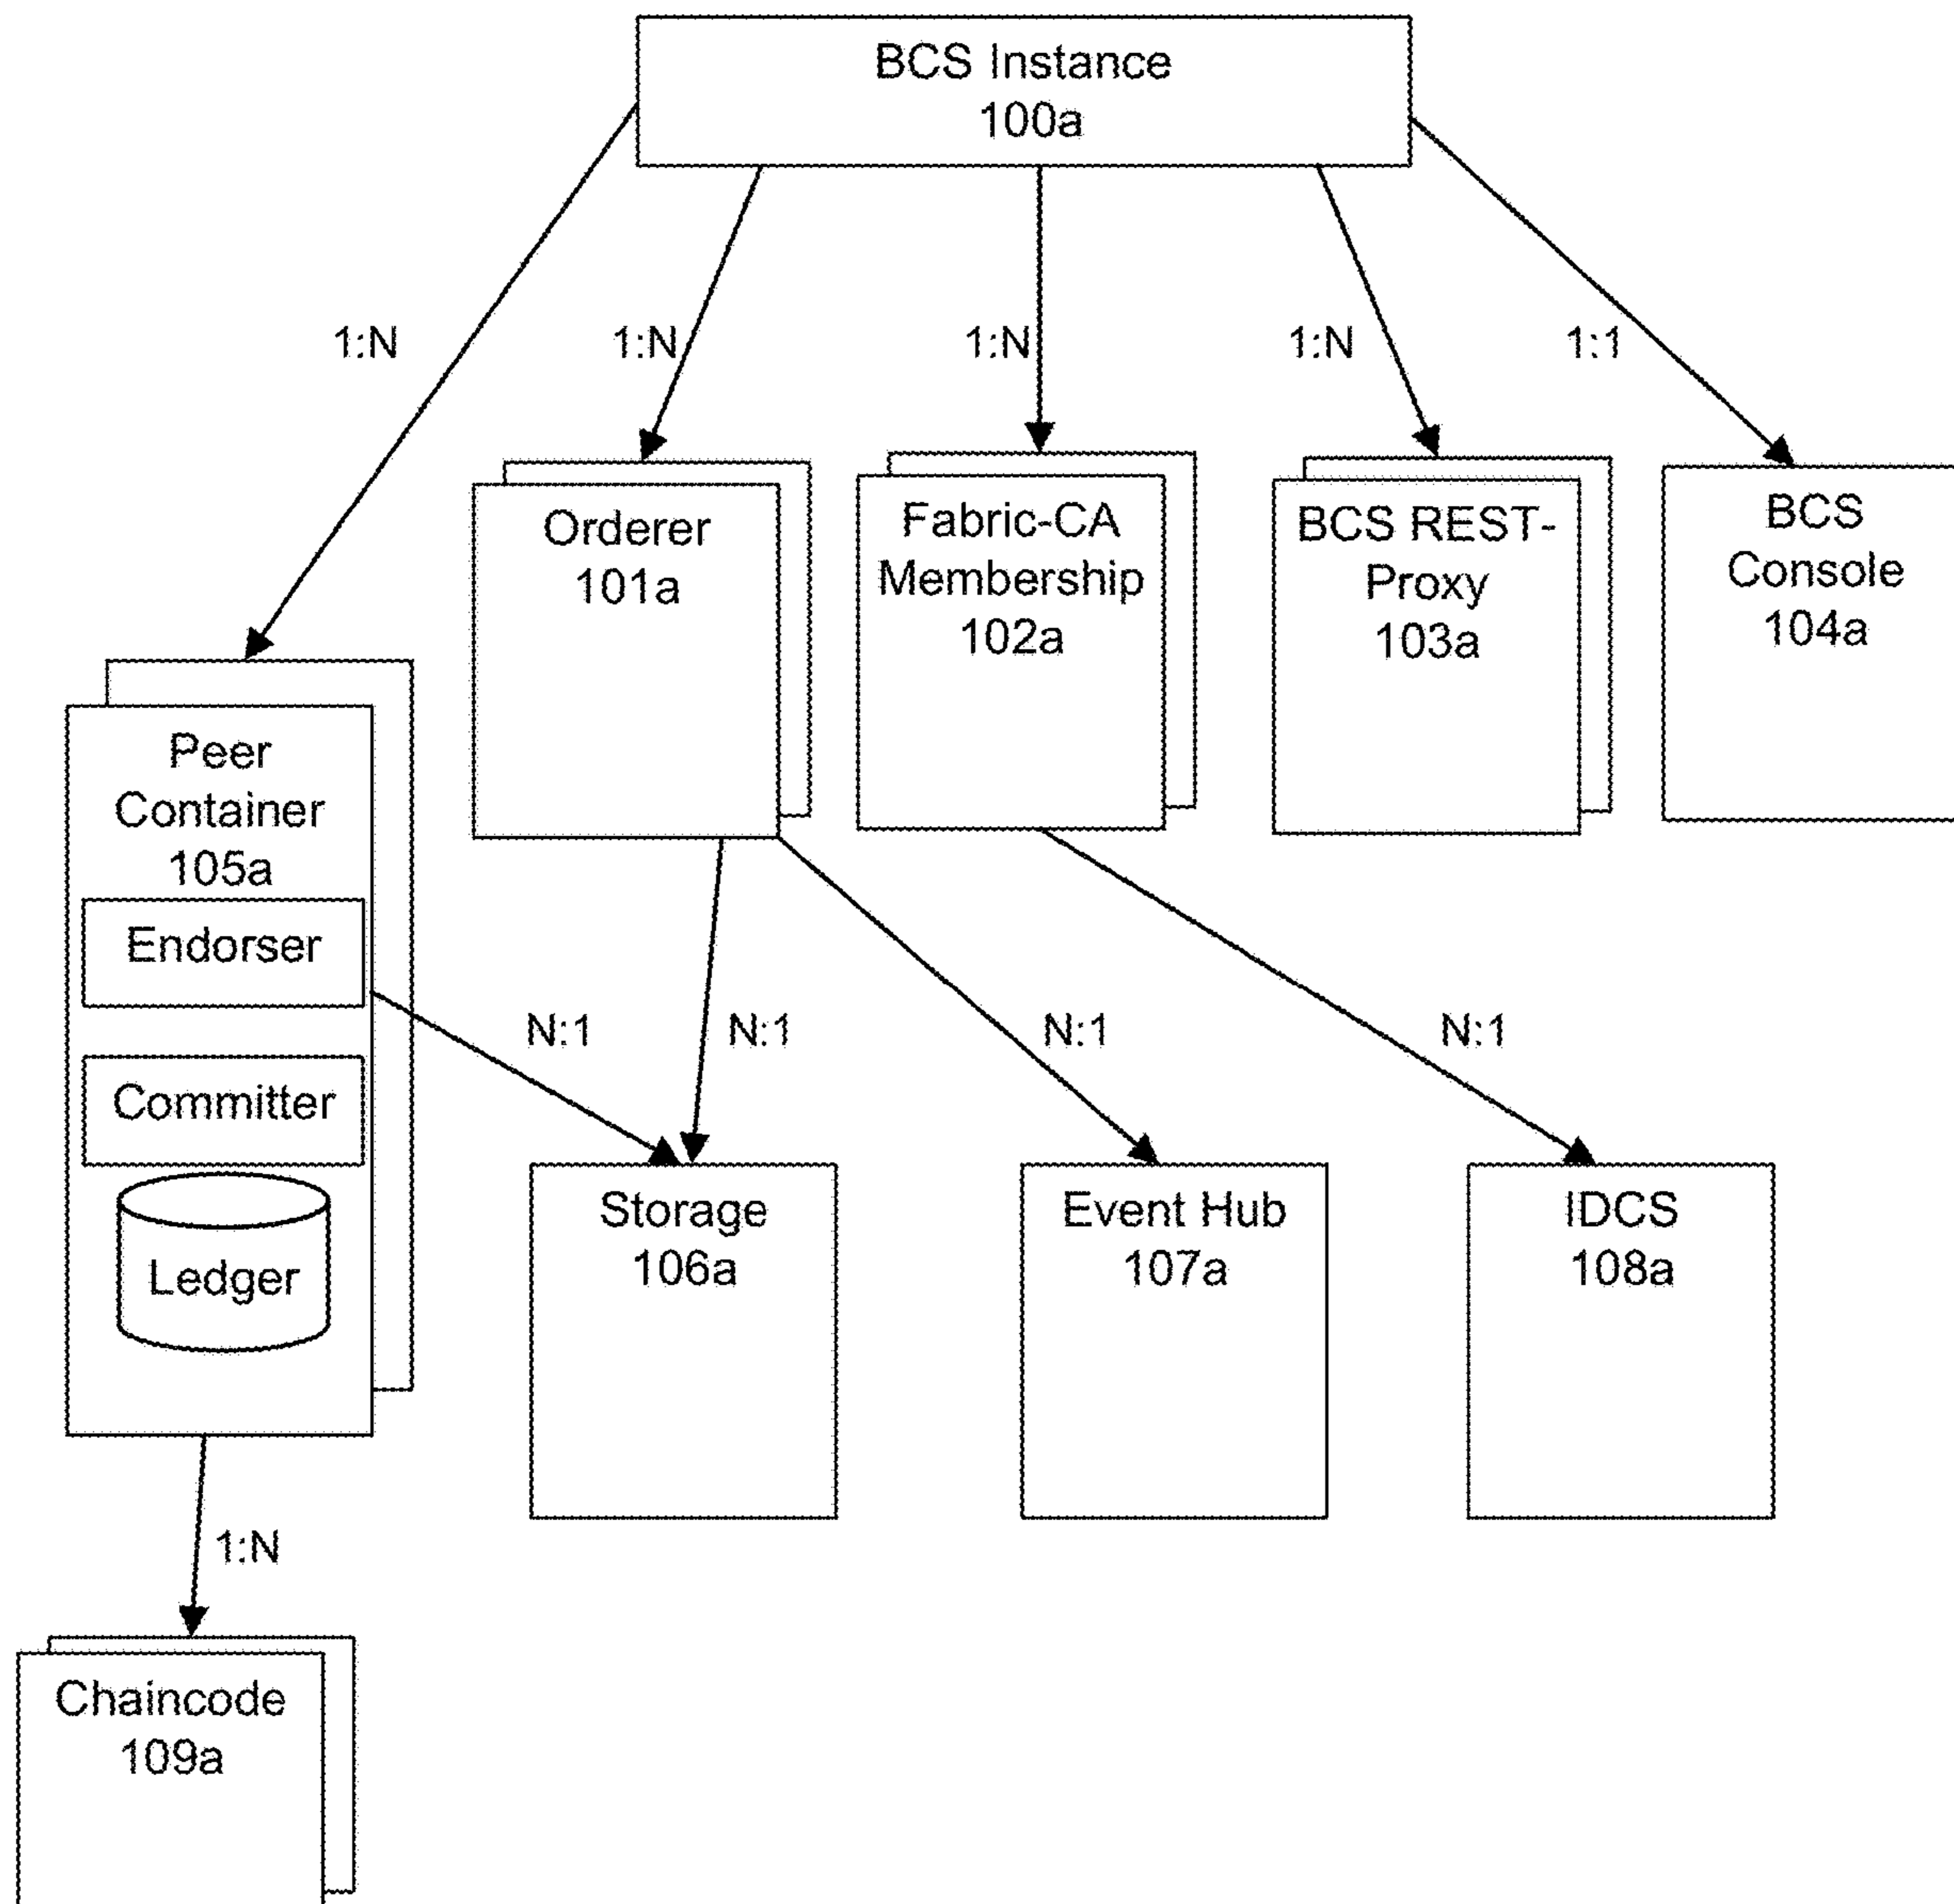 BCS Instance
100a
1:N
1:N
1:N
1:N
1:1
Orderer
101a
Fabric-CA
Membership
102a
BCS REST-
Proxy
103a
BCS
Console
104a
Peer
Container
105a
Endorser
Committer
Ledger
N:1
N:1
N:1
N:1
Storage
106a
Event Hub
107a
IDCS
108a
1:N
Chaincode
109a